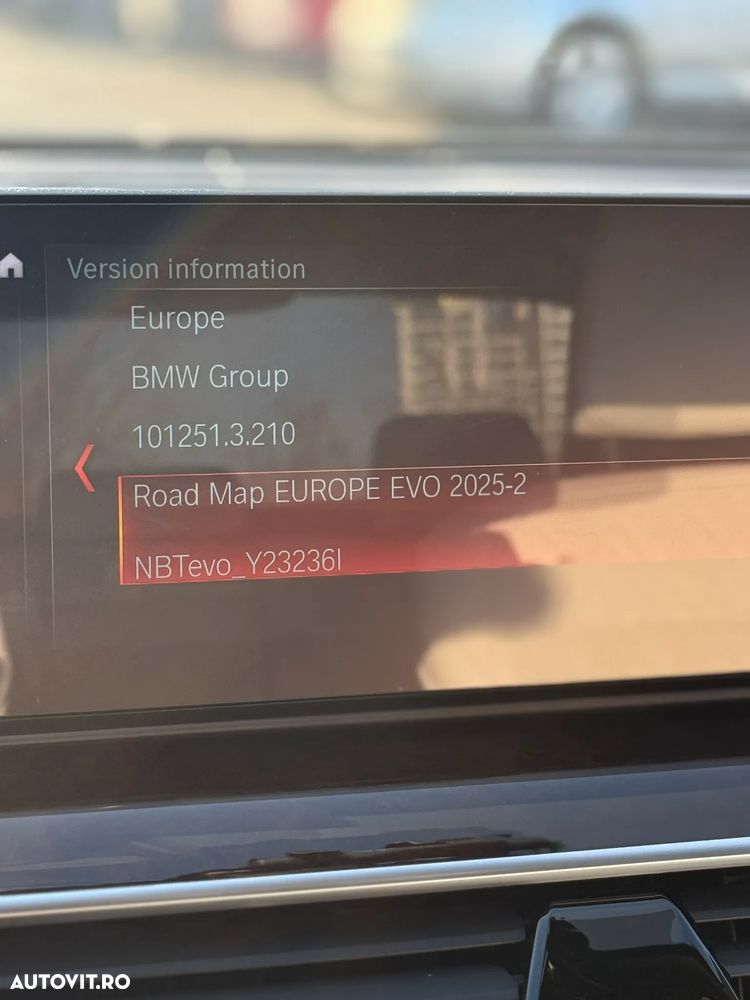 Version information
Europe
BMW Group
101251.3.210
Road Map EUROPE EVO 2025-2
NBTevo_Y23236I
AUTOVIT.RO